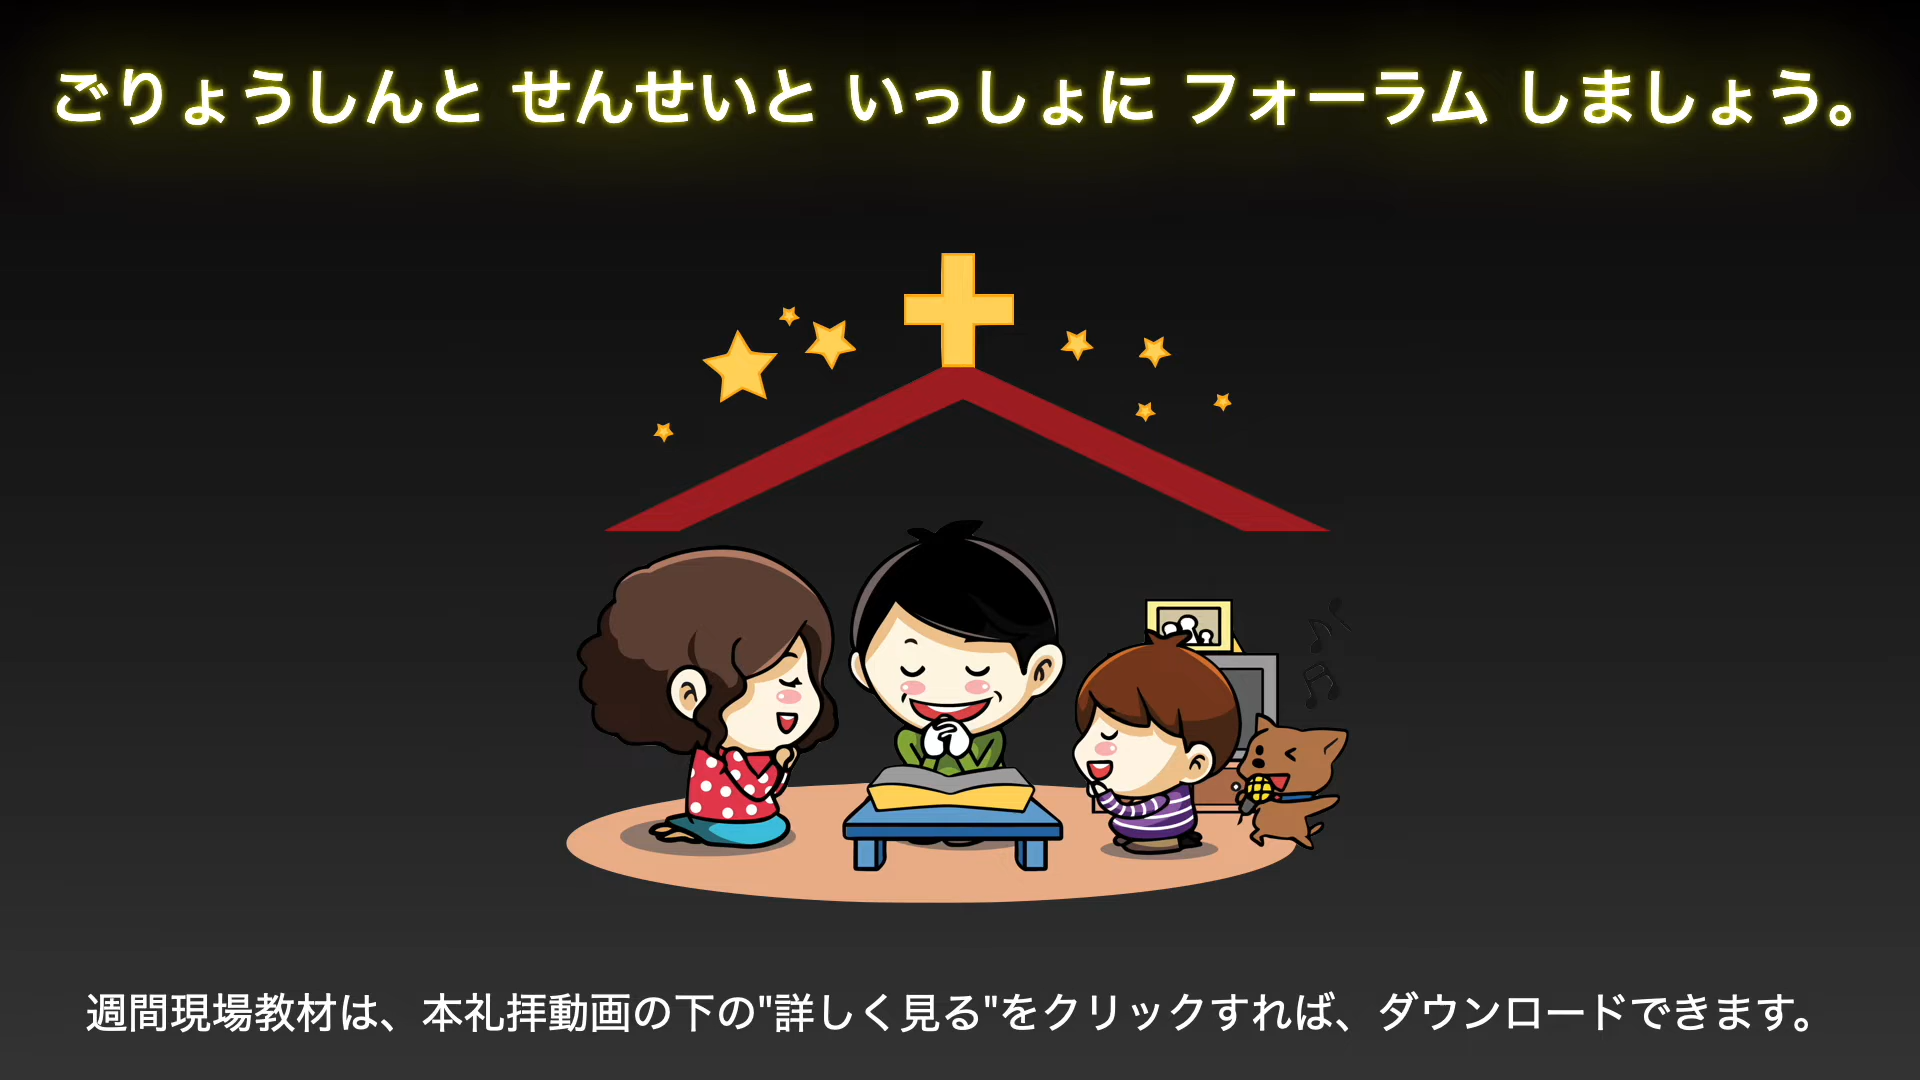 ごりょうしんと せんせいと いっしょに フォーラム しましょう。
週間現場教材は、本礼拝動画の下の"詳しく見る"をクリックすれば、ダウンロードできます。